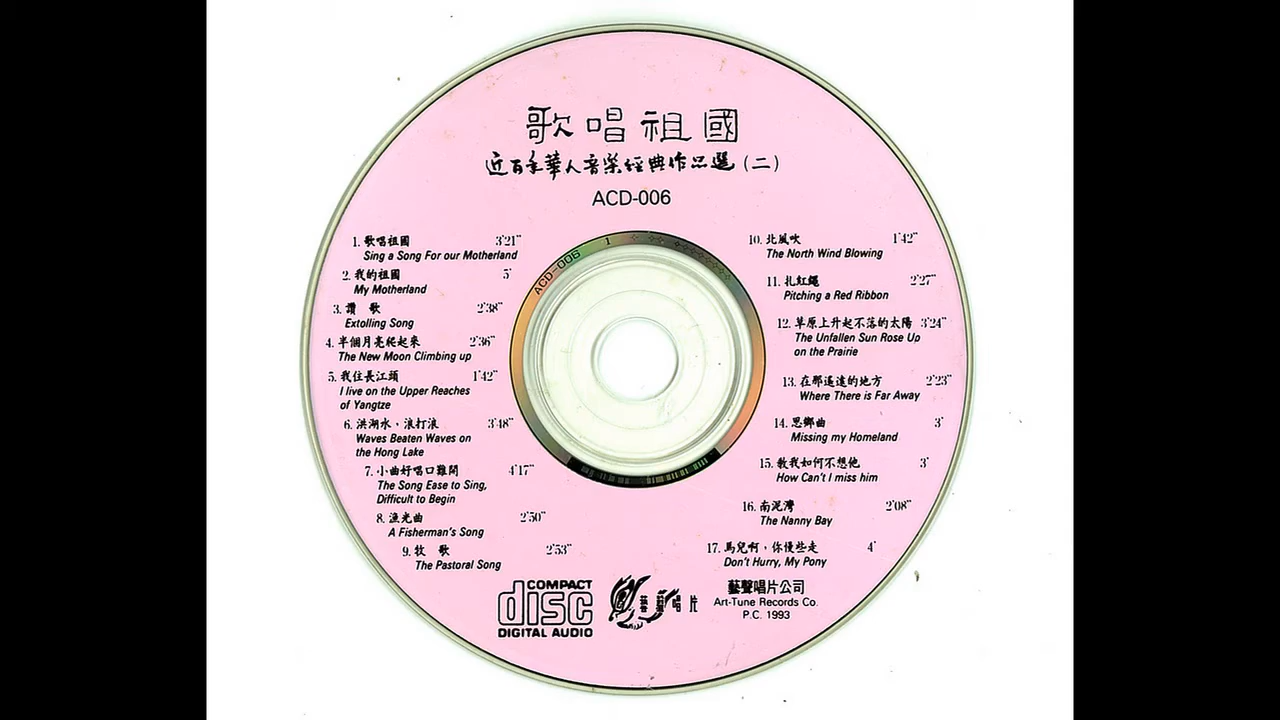 歌唱祖國
近百年華人音樂經典作品選(二)
ACD-006
1. 歌唱祖國 3'21"
Sing a Song For our Motherland
2. 我的祖國 5'
My Motherland
3. 讚 歌 2'38"
Extolling Song
4. 半個月亮爬起來 2'36"
The New Moon Climbing up
5. 我住長江頭 1'42"
I live on the Upper Reaches
of Yangtze
6. 洪湖水，浪打浪 3'48"
Waves Beaten Waves on
the Hong Lake
7. 小曲好唱口難開 4'17"
The Song Ease to Sing,
Difficult to Begin
8. 漁光曲 2'50"
A Fisherman's Song
9. 牧 歌 2'53"
The Pastoral Song
10. 北風吹 1'42"
The North Wind Blowing
11. 扎紅繩 2'27"
Pitching a Red Ribbon
12. 草原上升起不落的太陽 3'24"
The Unfallen Sun Rose Up
on the Prairie
13. 在那遙遠的地方 2'23"
Where There is Far Away
14. 思鄉曲 3'
Missing my Homeland
15. 教我如何不想他 3'
How Can't I miss him
16. 南泥灣 2'08"
The Nanny Bay
17. 馬兒啊，你慢些走 4'
Don't Hurry, My Pony
ACD-006 1
COMPACT
disc
DIGITAL AUDIO
藝聲唱片
藝聲唱片公司
Art-Tune Records Co.
P.C. 1993